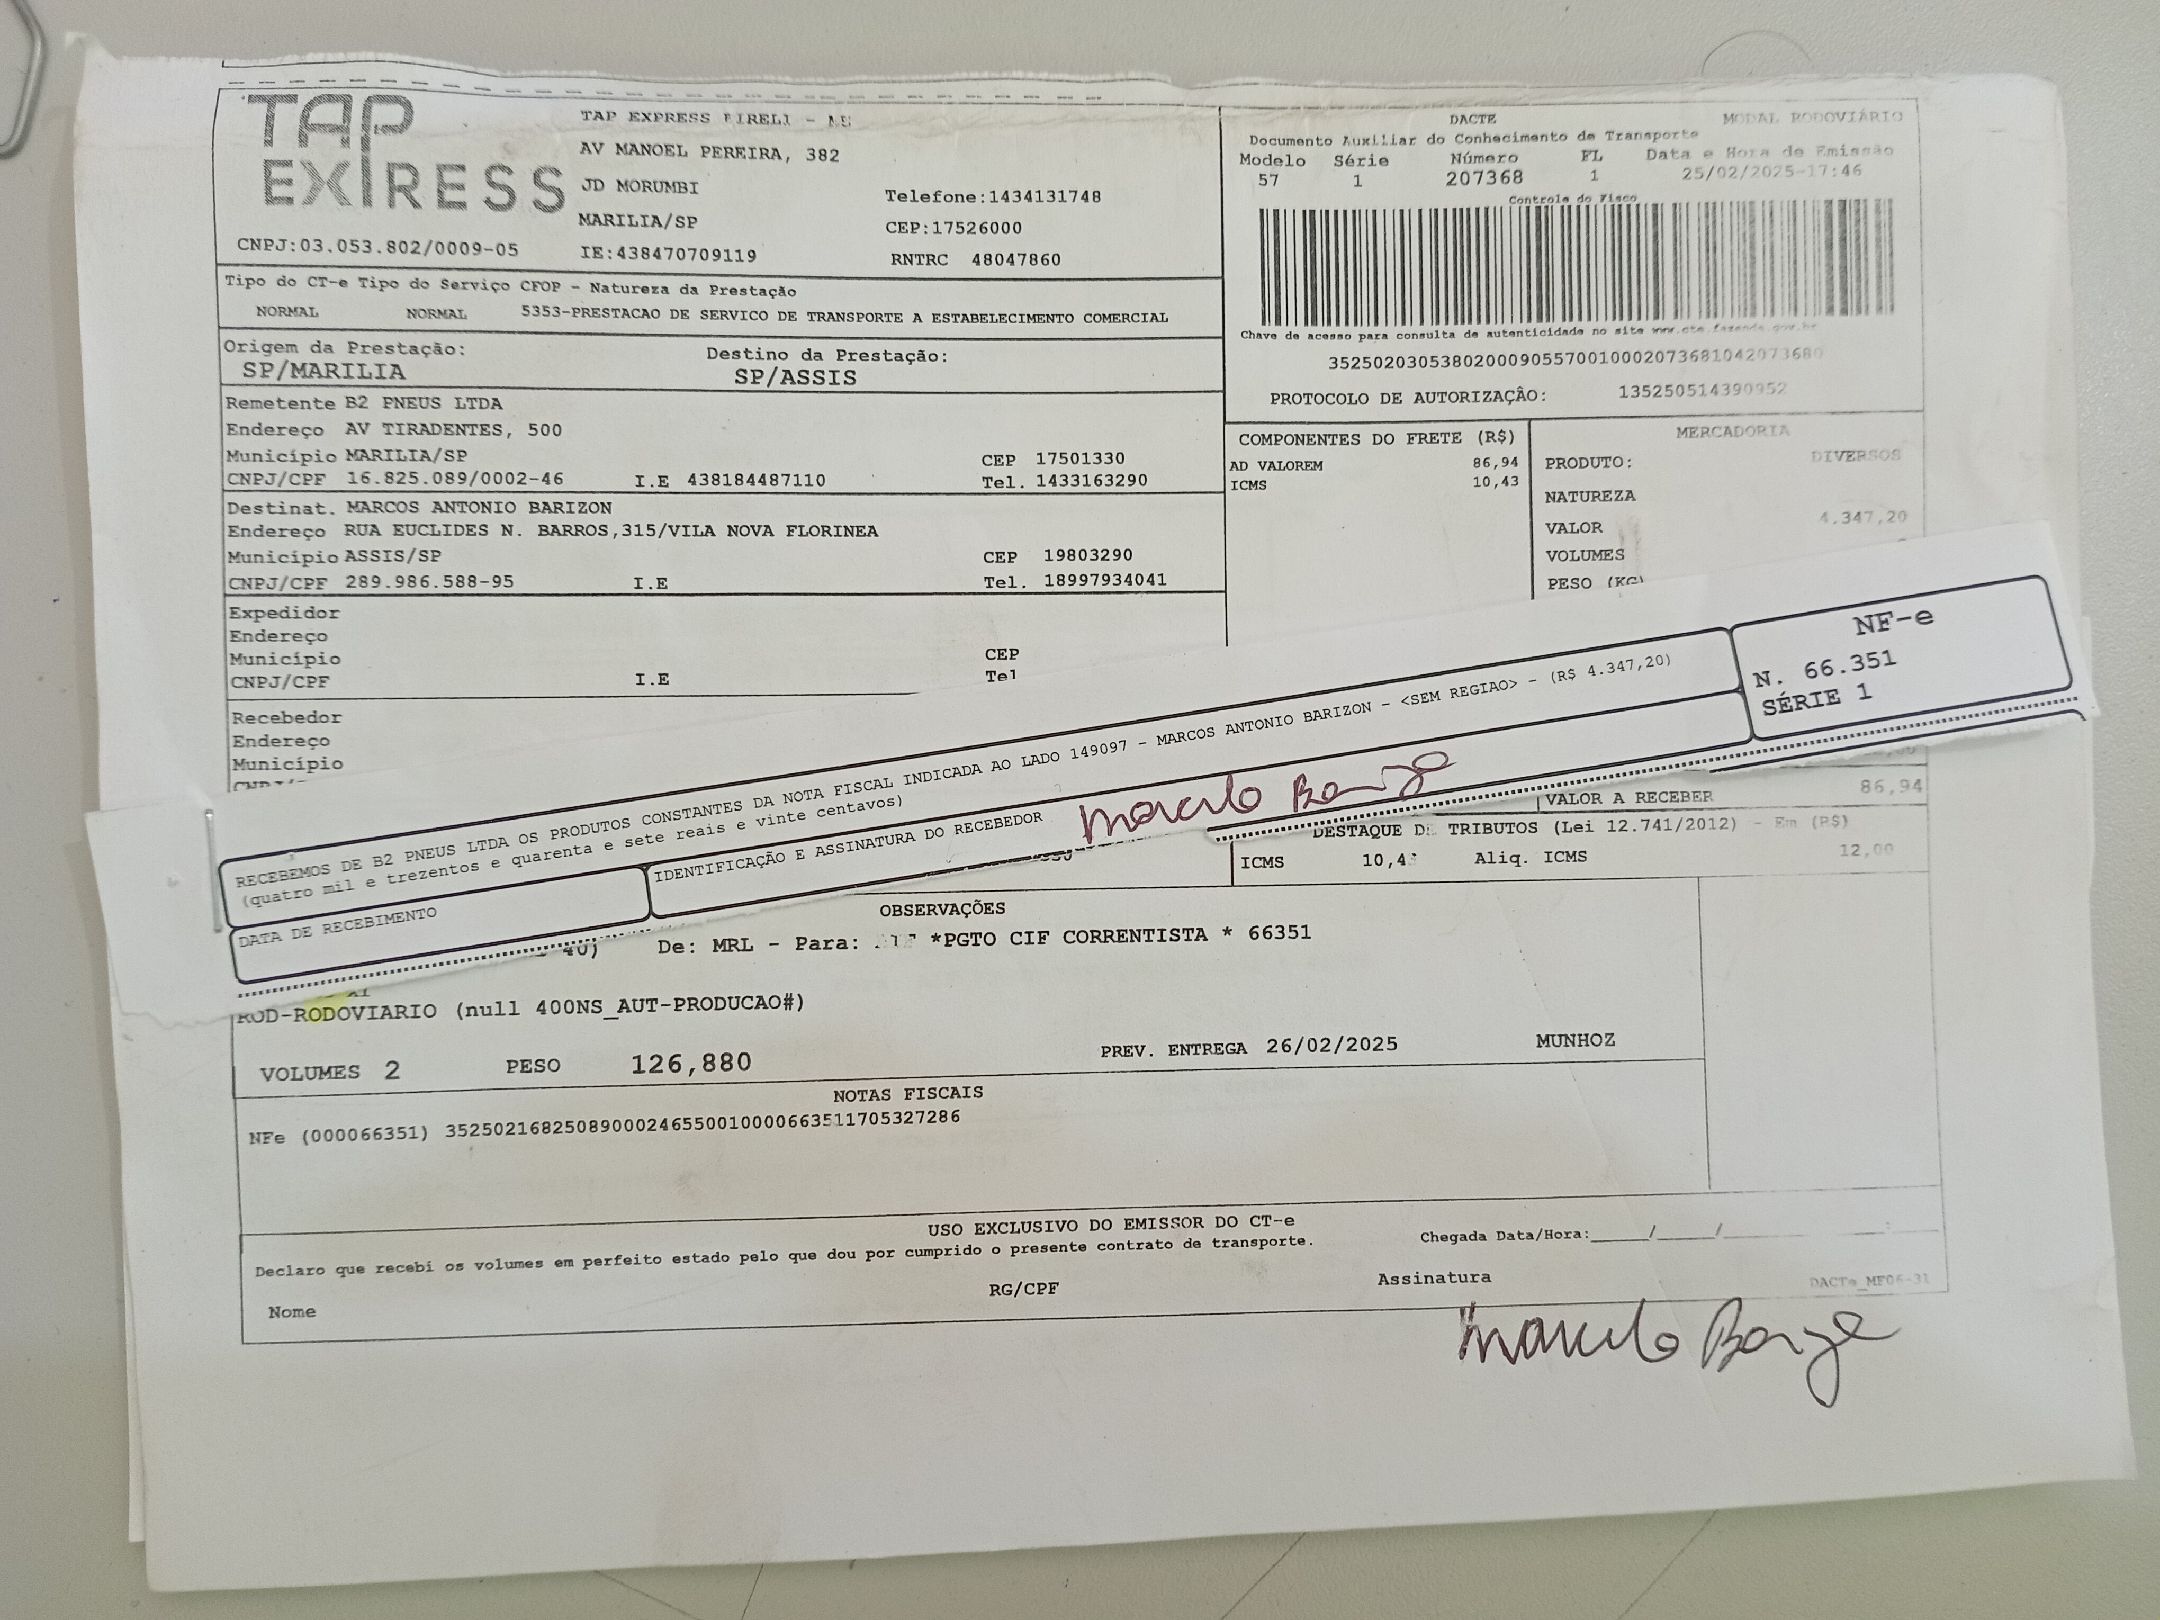 TAP
EXPRESS
TAP EXPRESS EIRELI - ME
AV MANOEL PEREIRA, 382
JD MORUMBI
Telefone:1434131748
MARILIA/SP
CEP:17526000
CNPJ:03.053.802/0009-05
IE:438470709119
RNTRC 48047860
DACTE
MODAL RODOVIÁRIO
Documento Auxiliar do Conhecimento de Transporte
Modelo Série Número FL Data e Hora de Emissão
57 1 207368 1 25/02/2025-17:46
Controle do Fisco
Chave de acesso para consulta de autenticidade no site www.cte.fazenda.gov.br
35250203053802000905570010002073681042073680
PROTOCOLO DE AUTORIZAÇÃO: 135250514390952
Tipo do CT-e Tipo do Serviço CFOP - Natureza da Prestação
NORMAL NORMAL 5353-PRESTACAO DE SERVICO DE TRANSPORTE A ESTABELECIMENTO COMERCIAL
Origem da Prestação: Destino da Prestação:
SP/MARILIA SP/ASSIS
Remetente B2 PNEUS LTDA
Endereço AV TIRADENTES, 500
Município MARILIA/SP CEP 17501330
CNPJ/CPF 16.825.089/0002-46 I.E 438184487110 Tel. 1433163290
Destinat. MARCOS ANTONIO BARIZON
Endereço RUA EUCLIDES N. BARROS,315/VILA NOVA FLORINEA
Município ASSIS/SP CEP 19803290
CNPJ/CPF 289.986.588-95 I.E Tel. 18997934041
Expedidor
Endereço
Município CEP
CNPJ/CPF I.E Tel
Recebedor
Endereço
Município
COMPONENTES DO FRETE (R$)
AD VALOREM 86,94
ICMS 10,43
MERCADORIA
PRODUTO: DIVERSOS
NATUREZA
VALOR 4.347,20
VOLUMES
PESO (KG)
RECEBEMOS DE B2 PNEUS LTDA OS PRODUTOS CONSTANTES DA NOTA FISCAL INDICADA AO LADO 149097 - MARCOS ANTONIO BARIZON - <SEM REGIAO> - (R$ 4.347,20)
(quatro mil e trezentos e quarenta e sete reais e vinte centavos)
DATA DE RECEBIMENTO
IDENTIFICAÇÃO E ASSINATURA DO RECEBEDOR
NF-e
N. 66.351
SÉRIE 1
VALOR A RECEBER 86,94
DESTAQUE DE TRIBUTOS (Lei 12.741/2012) - Em (R$)
ICMS 10,4 Aliq. ICMS 12,00
OBSERVAÇÕES
40) De: MRL - Para: *PGTO CIF CORRENTISTA * 66351
ROD-RODOVIARIO (null 400NS_AUT-PRODUCAO#)
VOLUMES 2 PESO 126,880 PREV. ENTREGA 26/02/2025 MUNHOZ
NOTAS FISCAIS
NFe (000066351) 35250216825089000246550010000663511705327286
USO EXCLUSIVO DO EMISSOR DO CT-e
Declaro que recebi os volumes em perfeito estado pelo que dou por cumprido o presente contrato de transporte.
Chegada Data/Hora:_____/_____/
Nome RG/CPF Assinatura
DACTe_MF06-31